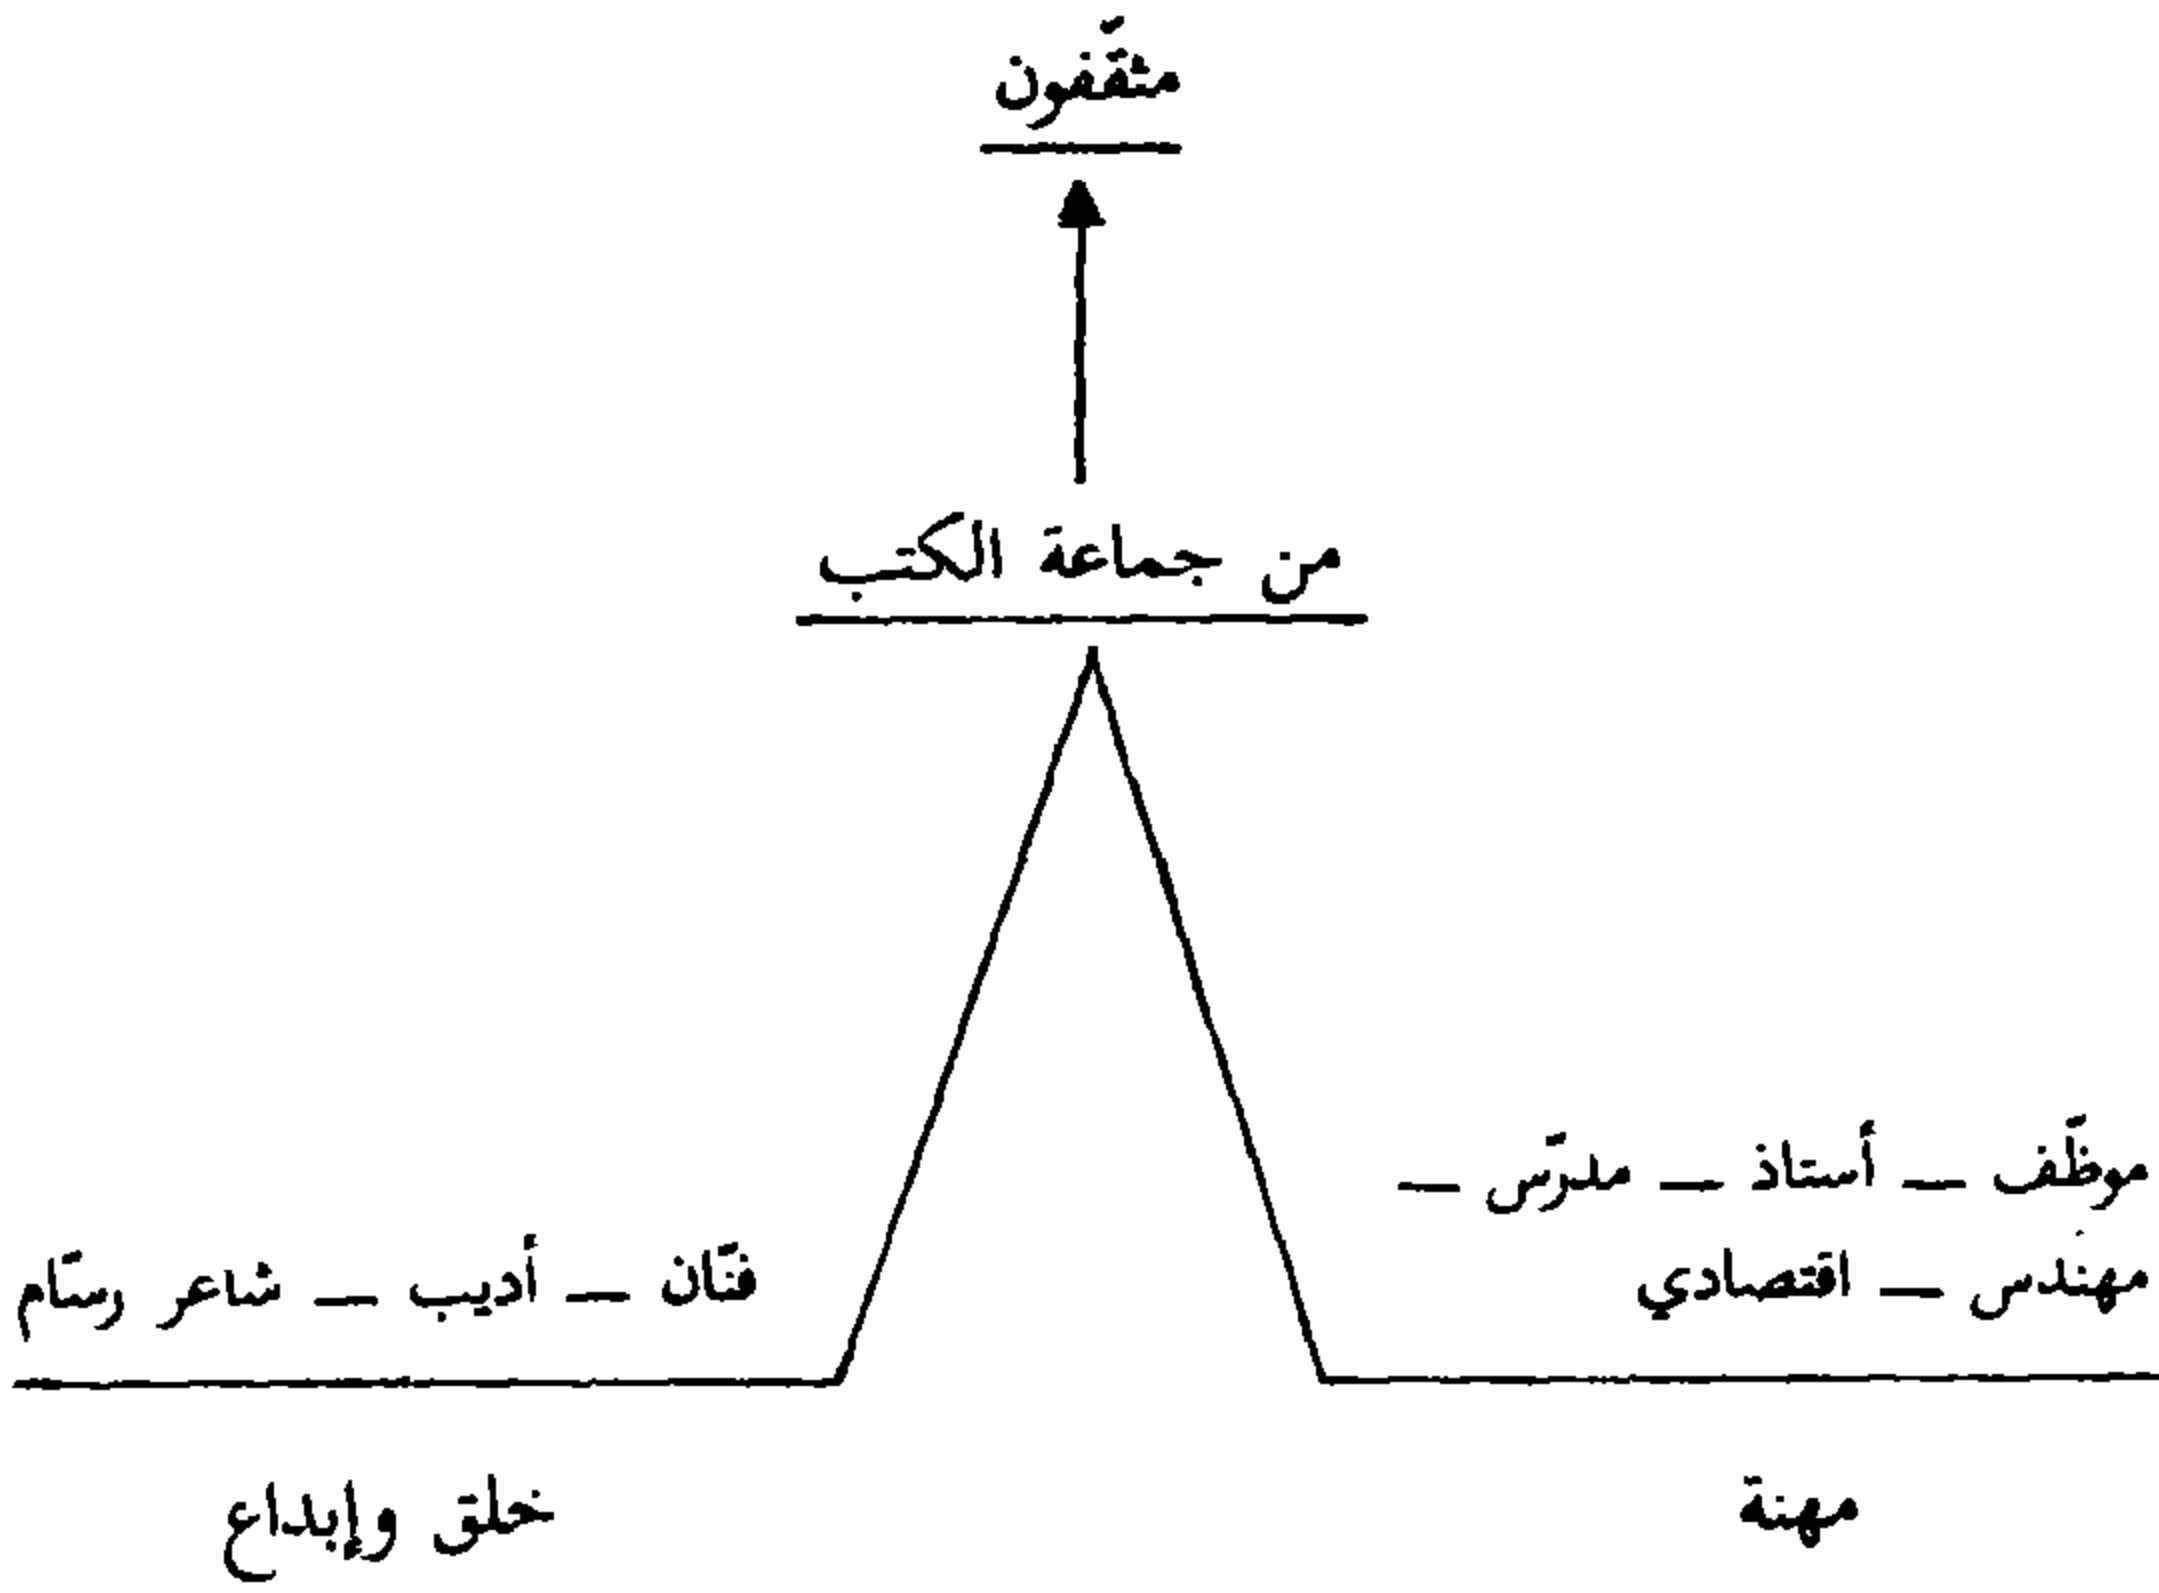 مثقّفون
من جماعة الكتب
موظّف — أستاذ — مدرّس —
مهندس — اقتصادي
فنّان — أديب — شاعر رسّام
مهنة
خلق وإبداع